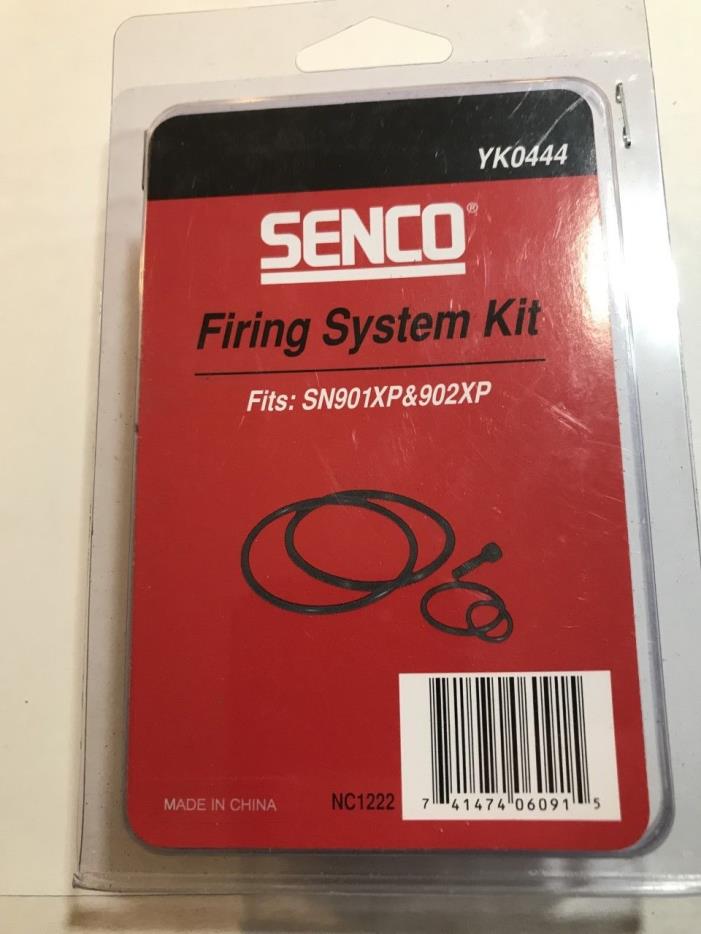 YK0444
SENCO®
Firing System Kit
Fits: SN901XP&902XP
MADE IN CHINA
NC1222
7 41474 06091 5